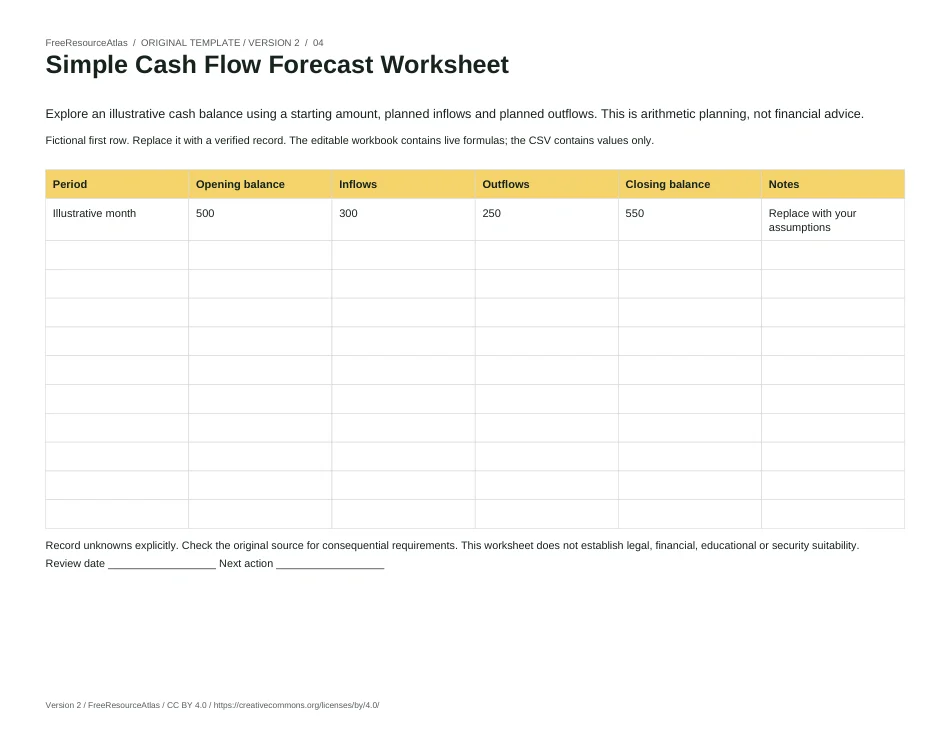 FreeResourceAtlas / ORIGINAL TEMPLATE / VERSION 2 / 04
Simple Cash Flow Forecast Worksheet
Explore an illustrative cash balance using a starting amount, planned inflows and planned outflows. This is arithmetic planning, not financial advice.
Fictional first row. Replace it with a verified record. The editable workbook contains live formulas; the CSV contains values only.
Period Opening balance Inflows Outflows Closing balance Notes
Illustrative month 500 300 250 550 Replace with your
assumptions
Record unknowns explicitly. Check the original source for consequential requirements. This worksheet does not establish legal, financial, educational or security suitability.
Review date __________________ Next action __________________
Version 2 / FreeResourceAtlas / CC BY 4.0 / https://creativecommons.org/licenses/by/4.0/